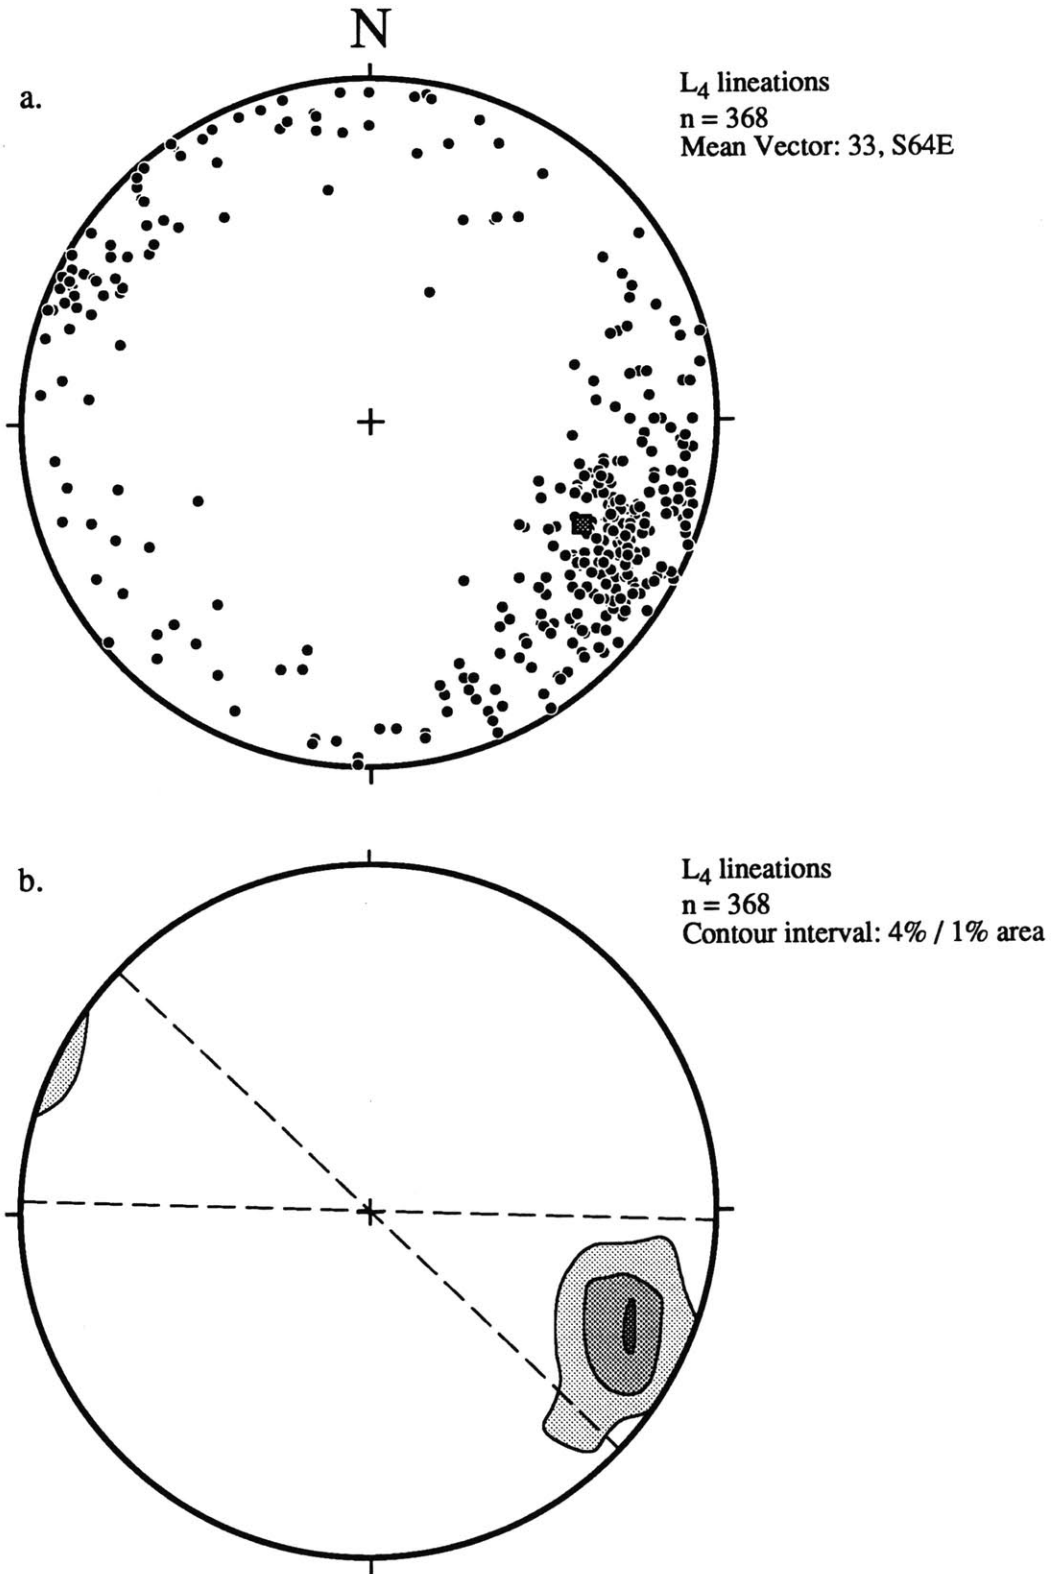 N
a.
L₄ lineations
n = 368
Mean Vector: 33, S64E
b.
L₄ lineations
n = 368
Contour interval: 4% / 1% area